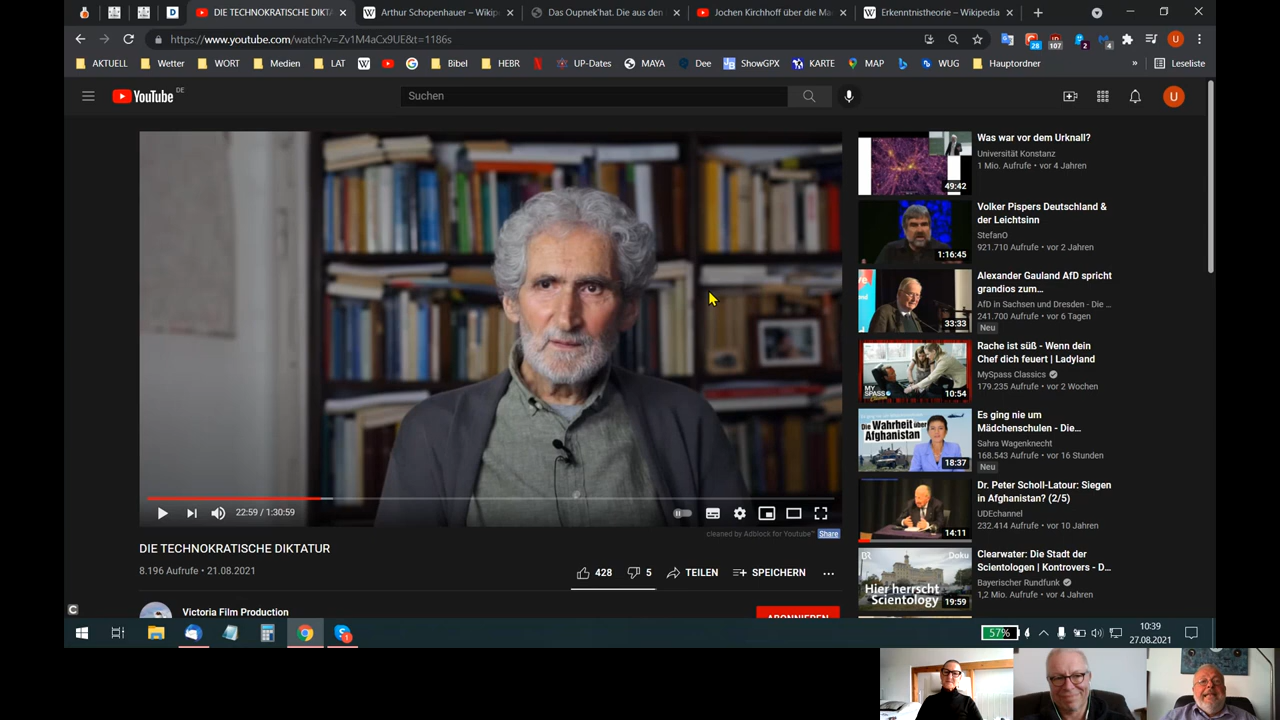 DIE TECHNOKRATISCHE DIKTA
Arthur Schopenhauer – Wikip
Das Oupnek'hat. Die aus den
Jochen Kirchhoff über die Ma
Erkenntnistheorie – Wikipedia
https://www.youtube.com/watch?v=Zv1M4aCx9UE&t=1186s
28
107
2
4
U
AKTUELL
Wetter
WORT
Medien
LAT
Bibel
HEBR
UP-Dates
MAYA
Dee
ShowGPX
KARTE
MAP
WUG
Hauptordner
»
Leseliste
YouTube DE
Suchen
U
Was war vor dem Urknall?
Universität Konstanz
1 Mio. Aufrufe • vor 4 Jahren
49:42
Volker Pispers Deutschland &
der Leichtsinn
StefanO
921.710 Aufrufe • vor 2 Jahren
1:16:45
Alexander Gauland AfD spricht
grandios zum…
AfD in Sachsen und Dresden - Die ...
241.700 Aufrufe • vor 6 Tagen
Neu
33:33
Rache ist süß - Wenn dein
Chef dich feuert | Ladyland
MySpass Classics
179.235 Aufrufe • vor 2 Wochen
MY
SPASS
10:54
Es ging nie um
Mädchenschulen - Die…
Sahra Wagenknecht
168.543 Aufrufe • vor 16 Stunden
Neu
Die Wahrheit über
Afghanistan
18:37
Dr. Peter Scholl-Latour: Siegen
in Afghanistan? (2/5)
UDEchannel
232.414 Aufrufe • vor 10 Jahren
14:11
Clearwater: Die Stadt der
Scientologen | Kontrovers - D…
Bayerischer Rundfunk
1,2 Mio. Aufrufe • vor 4 Jahren
BR
Doku
Hier herrscht
Scientology
19:59
22:59 / 1:30:59
cleaned by Adblock for Youtube™ Share
DIE TECHNOKRATISCHE DIKTATUR
8.196 Aufrufe • 21.08.2021
428
5
TEILEN
SPEICHERN
Victoria Film Production
ABONNIEREN
57%
10:39
27.08.2021